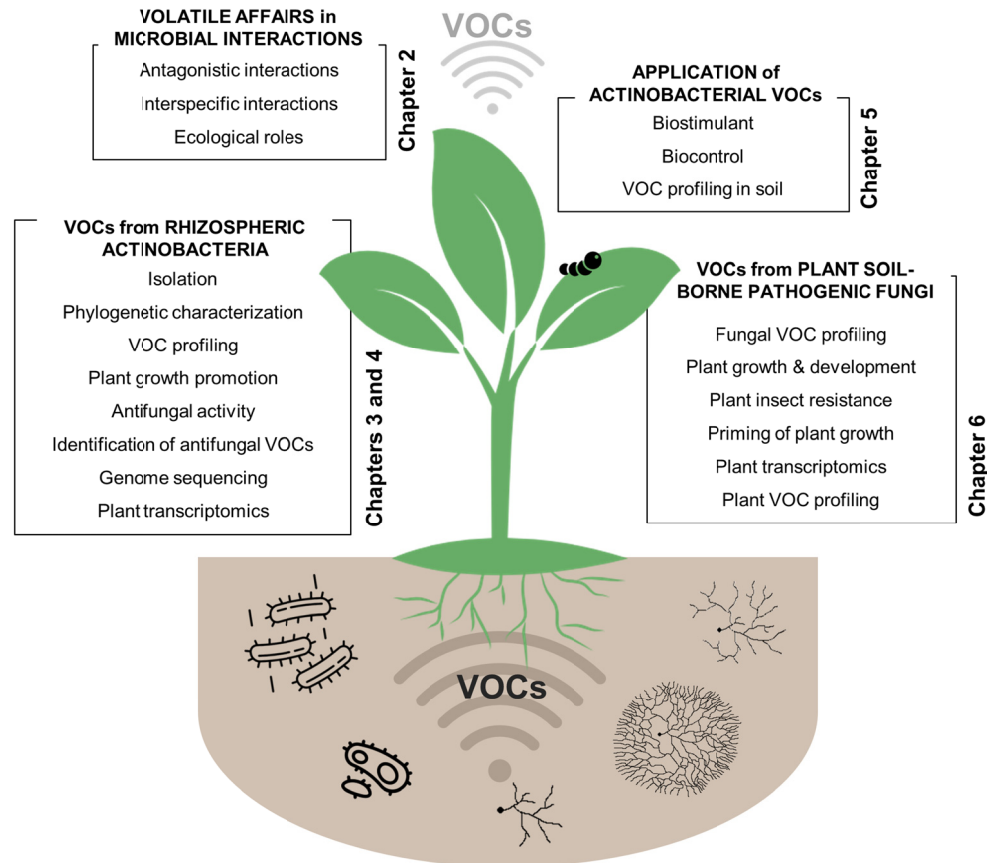 VOCs
VOLATILE AFFAIRS in
MICROBIAL INTERACTIONS
Antagonistic interactions
Interspecific interactions
Ecological roles
Chapter 2
APPLICATION of
ACTINOBACTERIAL VOCs
Biostimulant
Biocontrol
VOC profiling in soil
Chapter 5
VOCs from RHIZOSPHERIC
ACTINOBACTERIA
Isolation
Phylogenetic characterization
VOC profiling
Plant growth promotion
Antifungal activity
Identification of antifungal VOCs
Genome sequencing
Plant transcriptomics
Chapters 3 and 4
VOCs from PLANT SOIL-
BORNE PATHOGENIC FUNGI
Fungal VOC profiling
Plant growth & development
Plant insect resistance
Priming of plant growth
Plant transcriptomics
Plant VOC profiling
Chapter 6
VOCs